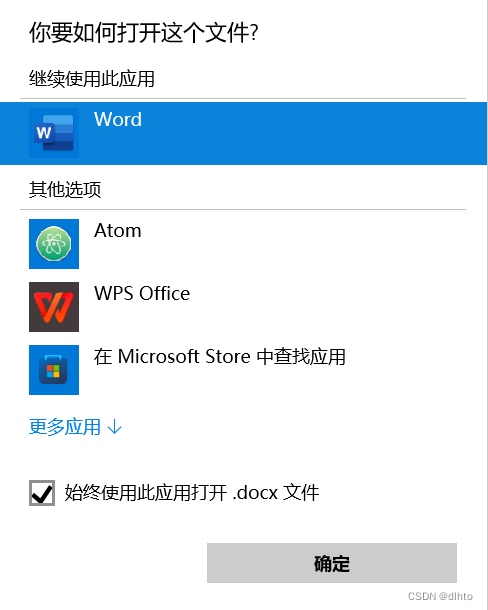 你要如何打开这个文件?
继续使用此应用
Word
其他选项
Atom
WPS Office
在 Microsoft Store 中查找应用
更多应用 ↓
始终使用此应用打开 .docx 文件
确定
CSDN @dlhto